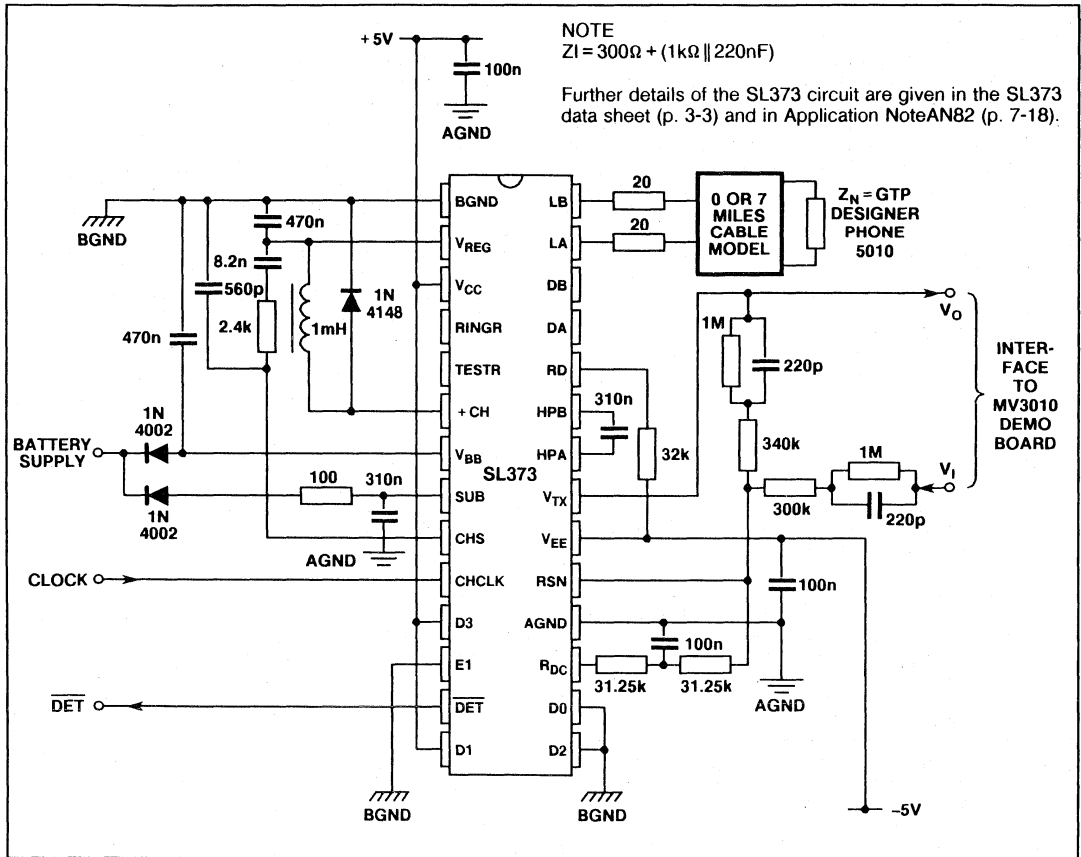 NOTE
ZI = 300Ω + (1kΩ || 220nF)
Further details of the SL373 circuit are given in the SL373
data sheet (p. 3-3) and in Application NoteAN82 (p. 7-18).
+ 5V
100n
AGND
BGND
470n
8.2n
560p
2.4k
1mH
1N
4148
470n
1N
4002
BATTERY
SUPPLY
1N
4002
100
310n
AGND
CLOCK
DET
BGND
BGND
VREG
VCC
RINGR
TESTR
+ CH
VBB
SUB
CHS
CHCLK
D3
E1
DET
D1
SL373
LB
LA
DB
DA
RD
HPB
HPA
VTX
VEE
RSN
AGND
RDC
D0
D2
20
20
0 OR 7
MILES
CABLE
MODEL
ZN = GTP
DESIGNER
PHONE
5010
VO
1M
220p
310n
32k
340k
1M
300k
220p
VI
INTER-
FACE
TO
MV3010
DEMO
BOARD
100n
100n
31.25k
31.25k
AGND
BGND
–5V